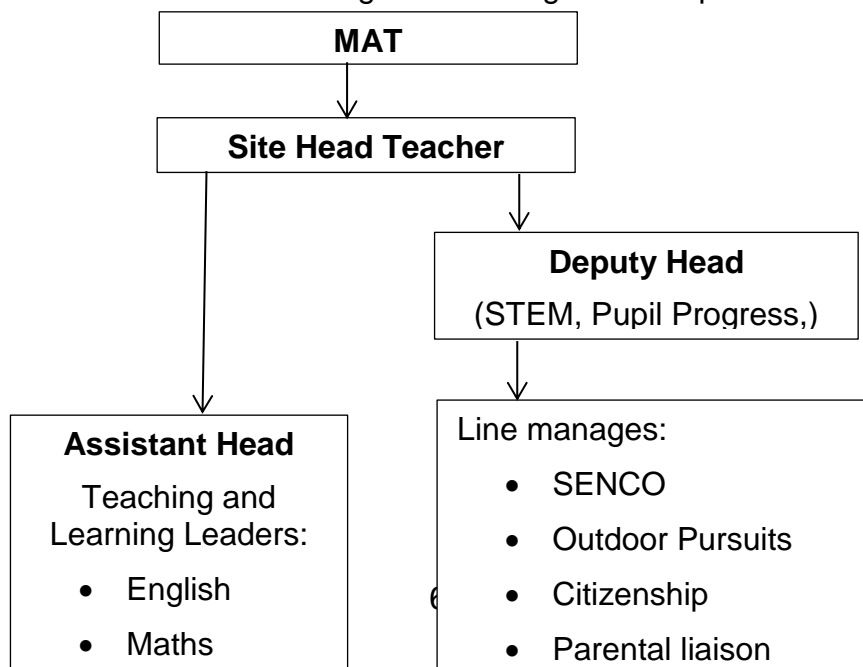 MAT
Site Head Teacher
Deputy Head
(STEM, Pupil Progress,)
Assistant Head
Teaching and
Learning Leaders:
• English
• Maths
Line manages:
• SENCO
• Outdoor Pursuits
• Citizenship
• Parental liaison